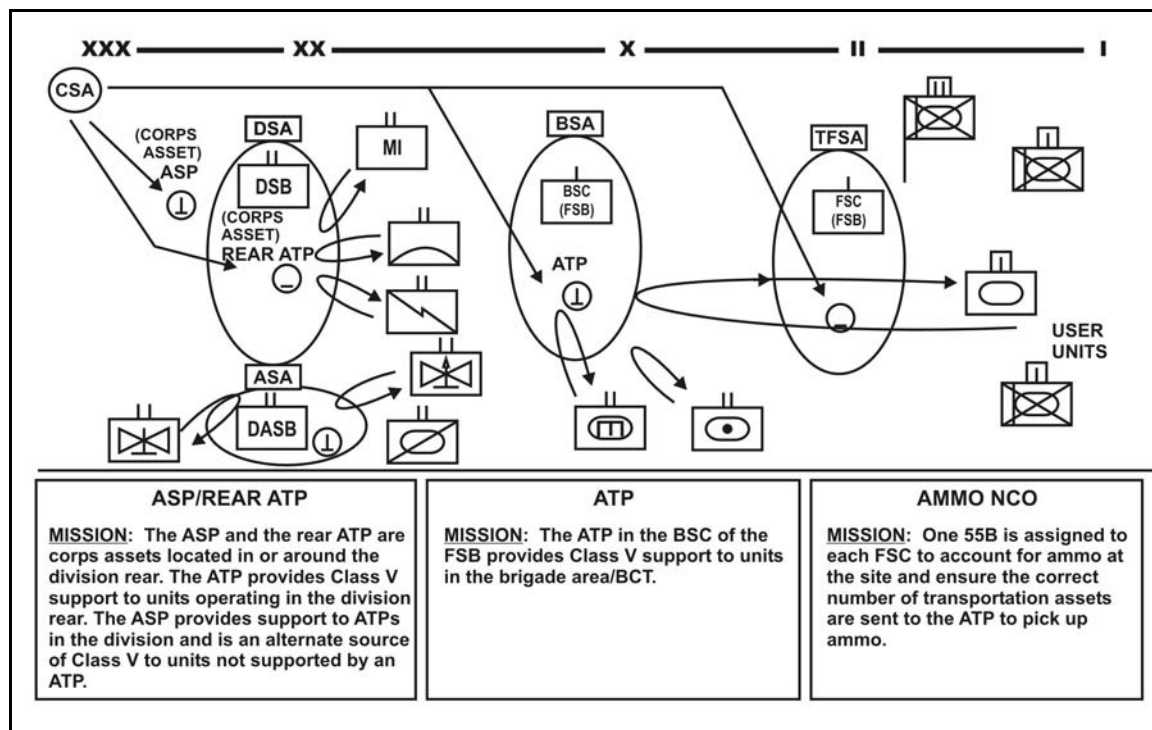 XXX XX X II I
CSA
(CORPS
ASSET)
ASP
DSA
DSB
(CORPS
ASSET)
REAR ATP
MI
ASA
DASB
BSA
BSC
(FSB)
ATP
TFSA
FSC
(FSB)
USER
UNITS
ASP/REAR ATP
MISSION: The ASP and the rear ATP are
corps assets located in or around the
division rear. The ATP provides Class V
support to units operating in the division
rear. The ASP provides support to ATPs
in the division and is an alternate source
of Class V to units not supported by an
ATP.
ATP
MISSION: The ATP in the BSC of the
FSB provides Class V support to units
in the brigade area/BCT.
AMMO NCO
MISSION: One 55B is assigned to
each FSC to account for ammo at
the site and ensure the correct
number of transportation assets
are sent to the ATP to pick up
ammo.